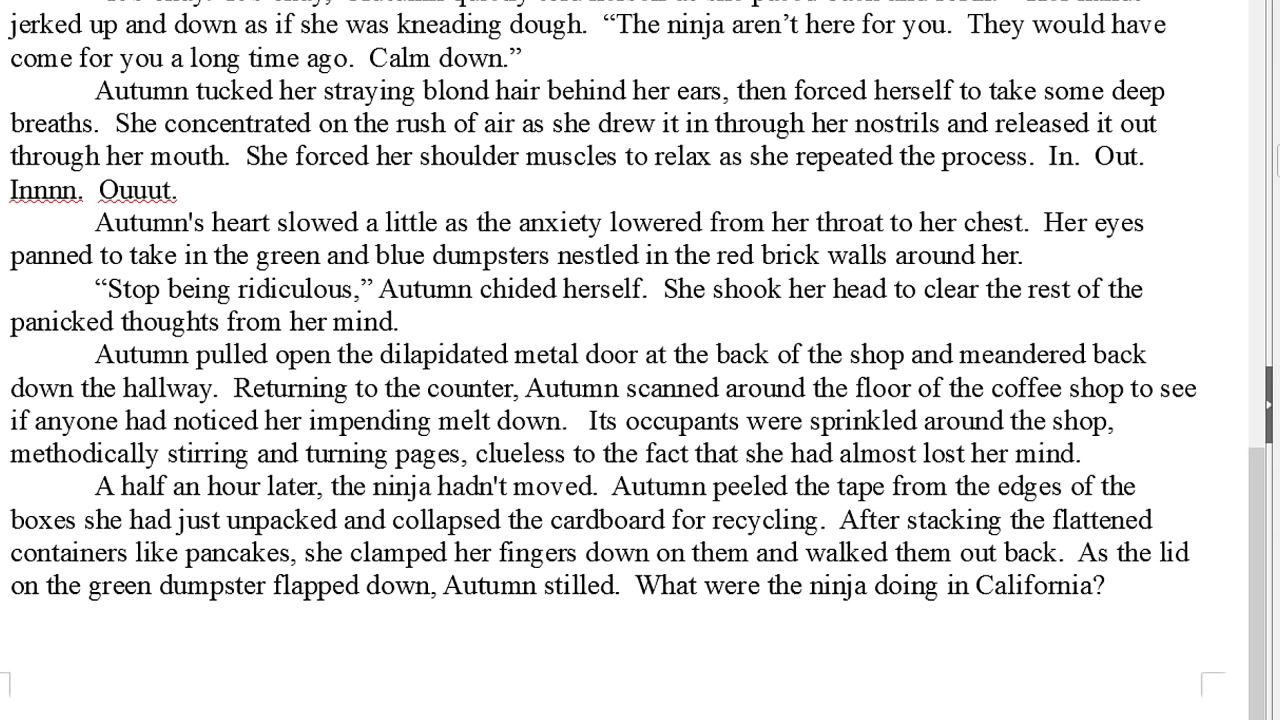 jerked up and down as if she was kneading dough.  “The ninja aren’t here for you.  They would have
come for you a long time ago.  Calm down.”
Autumn tucked her straying blond hair behind her ears, then forced herself to take some deep
breaths.  She concentrated on the rush of air as she drew it in through her nostrils and released it out
through her mouth.  She forced her shoulder muscles to relax as she repeated the process.  In.  Out.
Innnn.  Ouuut.
Autumn's heart slowed a little as the anxiety lowered from her throat to her chest.  Her eyes
panned to take in the green and blue dumpsters nestled in the red brick walls around her.
“Stop being ridiculous,” Autumn chided herself.  She shook her head to clear the rest of the
panicked thoughts from her mind.
Autumn pulled open the dilapidated metal door at the back of the shop and meandered back
down the hallway.  Returning to the counter, Autumn scanned around the floor of the coffee shop to see
if anyone had noticed her impending melt down.   Its occupants were sprinkled around the shop,
methodically stirring and turning pages, clueless to the fact that she had almost lost her mind.
A half an hour later, the ninja hadn't moved.  Autumn peeled the tape from the edges of the
boxes she had just unpacked and collapsed the cardboard for recycling.  After stacking the flattened
containers like pancakes, she clamped her fingers down on them and walked them out back.  As the lid
on the green dumpster flapped down, Autumn stilled.  What were the ninja doing in California?